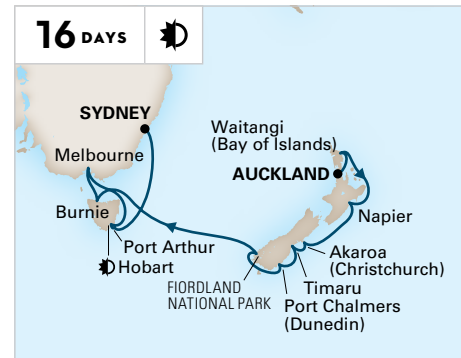 16 DAYS
SYDNEY
Melbourne
Waitangi
(Bay of Islands)
AUCKLAND
Burnie
Napier
Port Arthur
Hobart
Akaroa
(Christchurch)
FIORDLAND
NATIONAL PARK
Timaru
Port Chalmers
(Dunedin)